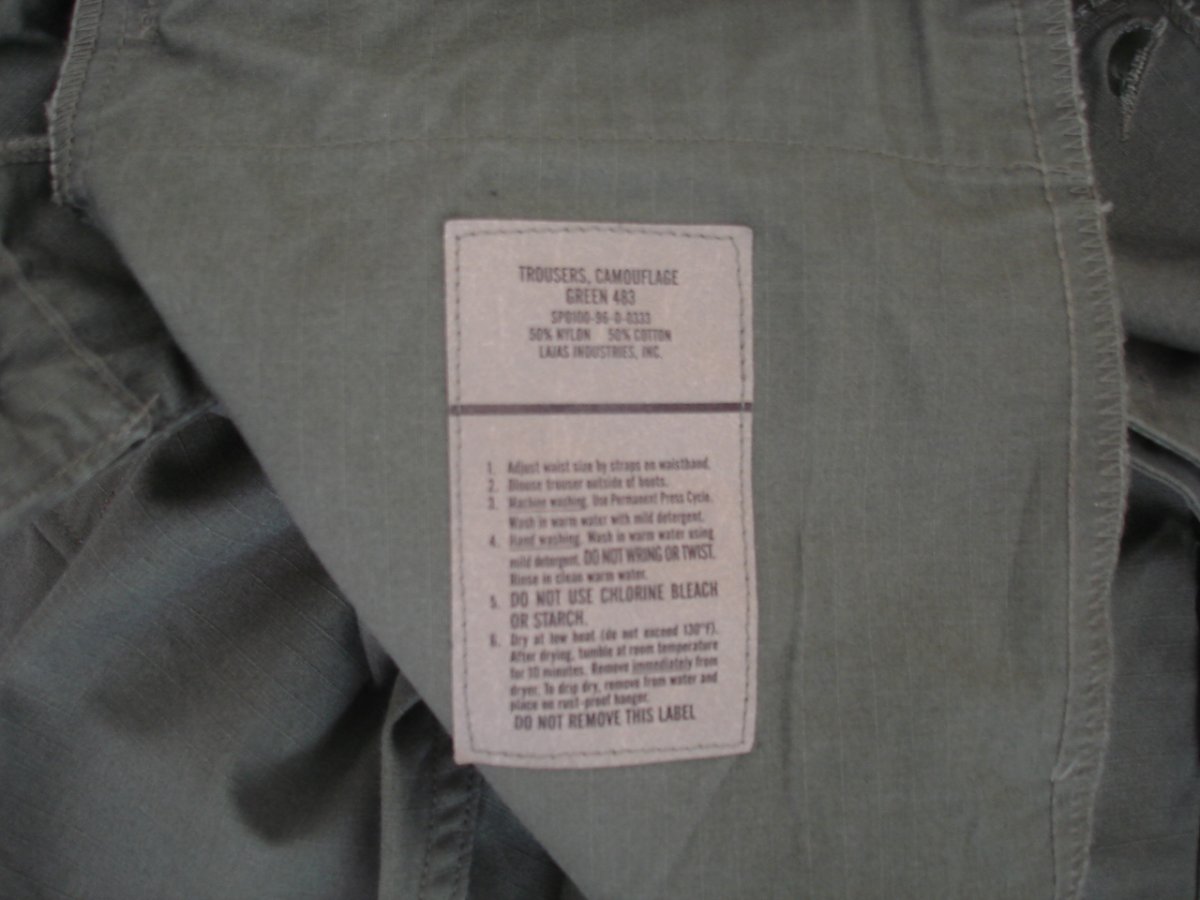 TROUSERS, CAMOUFLAGE
GREEN 483
SPO100-96-D-0333
50% NYLON 50% COTTON
LAJAS INDUSTRIES, INC.
1. Adjust waist size by straps on waistband.
2. Blouse trouser outside of boots.
3. Machine washing. Use Permanent Press Cycle.
Wash in warm water with mild detergent.
4. Hand washing. Wash in warm water using
mild detergent. DO NOT WRING OR TWIST.
Rinse in clean warm water.
5. DO NOT USE CHLORINE BLEACH
OR STARCH.
6. Dry at low heat (do not exceed 130°F).
After drying, tumble at room temperature
for 10 minutes. Remove immediately from
dryer. To drip dry, remove from water and
place on rust-proof hanger.
DO NOT REMOVE THIS LABEL